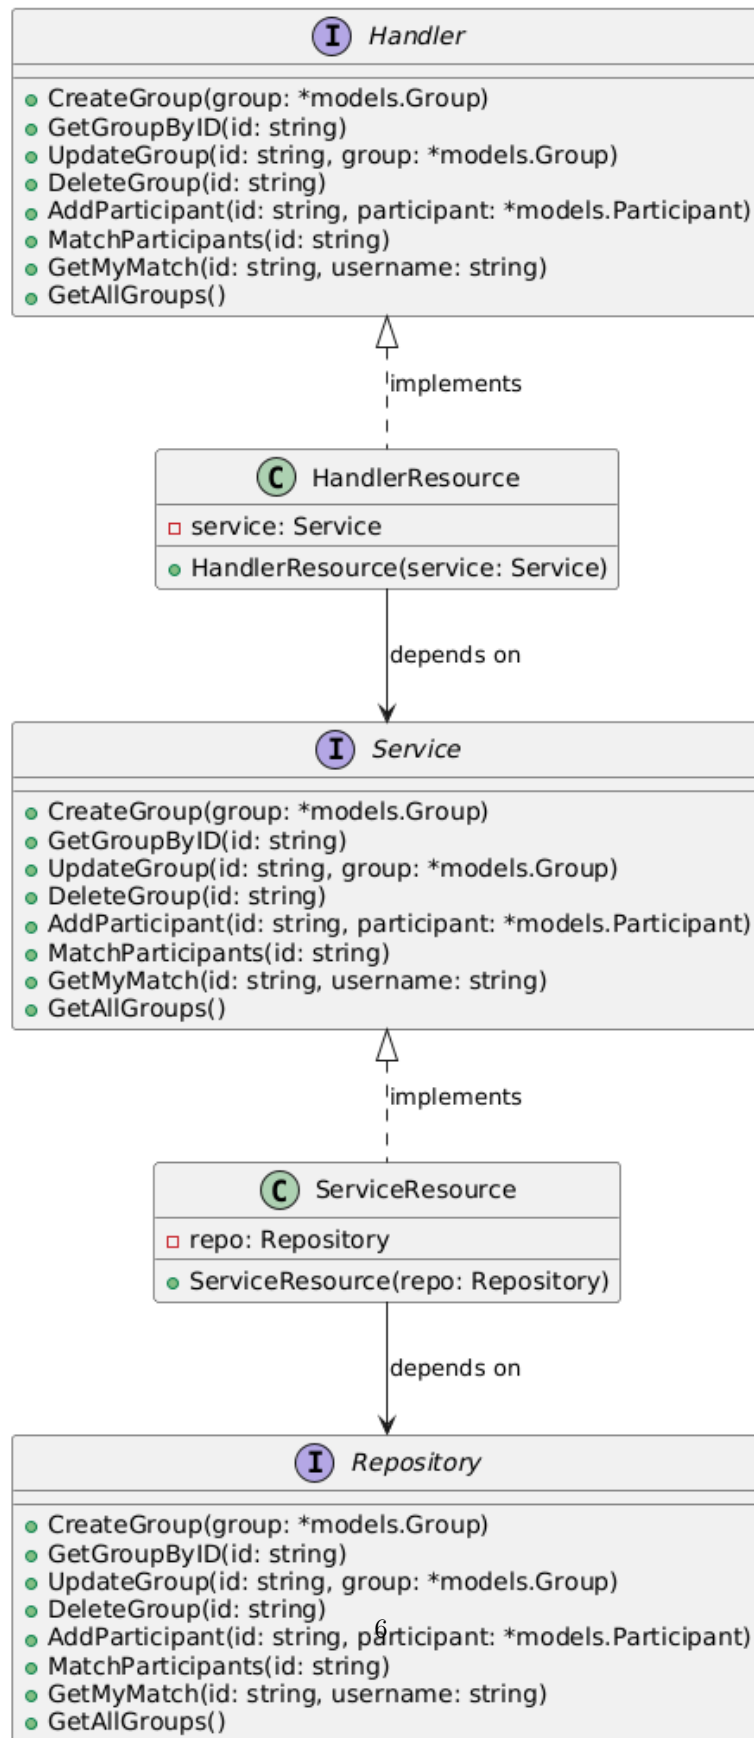 I Handler
CreateGroup(group: *models.Group)
GetGroupByID(id: string)
UpdateGroup(id: string, group: *models.Group)
DeleteGroup(id: string)
AddParticipant(id: string, participant: *models.Participant)
MatchParticipants(id: string)
GetMyMatch(id: string, username: string)
GetAllGroups()
implements
C HandlerResource
service: Service
HandlerResource(service: Service)
depends on
I Service
CreateGroup(group: *models.Group)
GetGroupByID(id: string)
UpdateGroup(id: string, group: *models.Group)
DeleteGroup(id: string)
AddParticipant(id: string, participant: *models.Participant)
MatchParticipants(id: string)
GetMyMatch(id: string, username: string)
GetAllGroups()
implements
C ServiceResource
repo: Repository
ServiceResource(repo: Repository)
depends on
I Repository
CreateGroup(group: *models.Group)
GetGroupByID(id: string)
UpdateGroup(id: string, group: *models.Group)
DeleteGroup(id: string)
6
AddParticipant(id: string, participant: *models.Participant)
MatchParticipants(id: string)
GetMyMatch(id: string, username: string)
GetAllGroups()